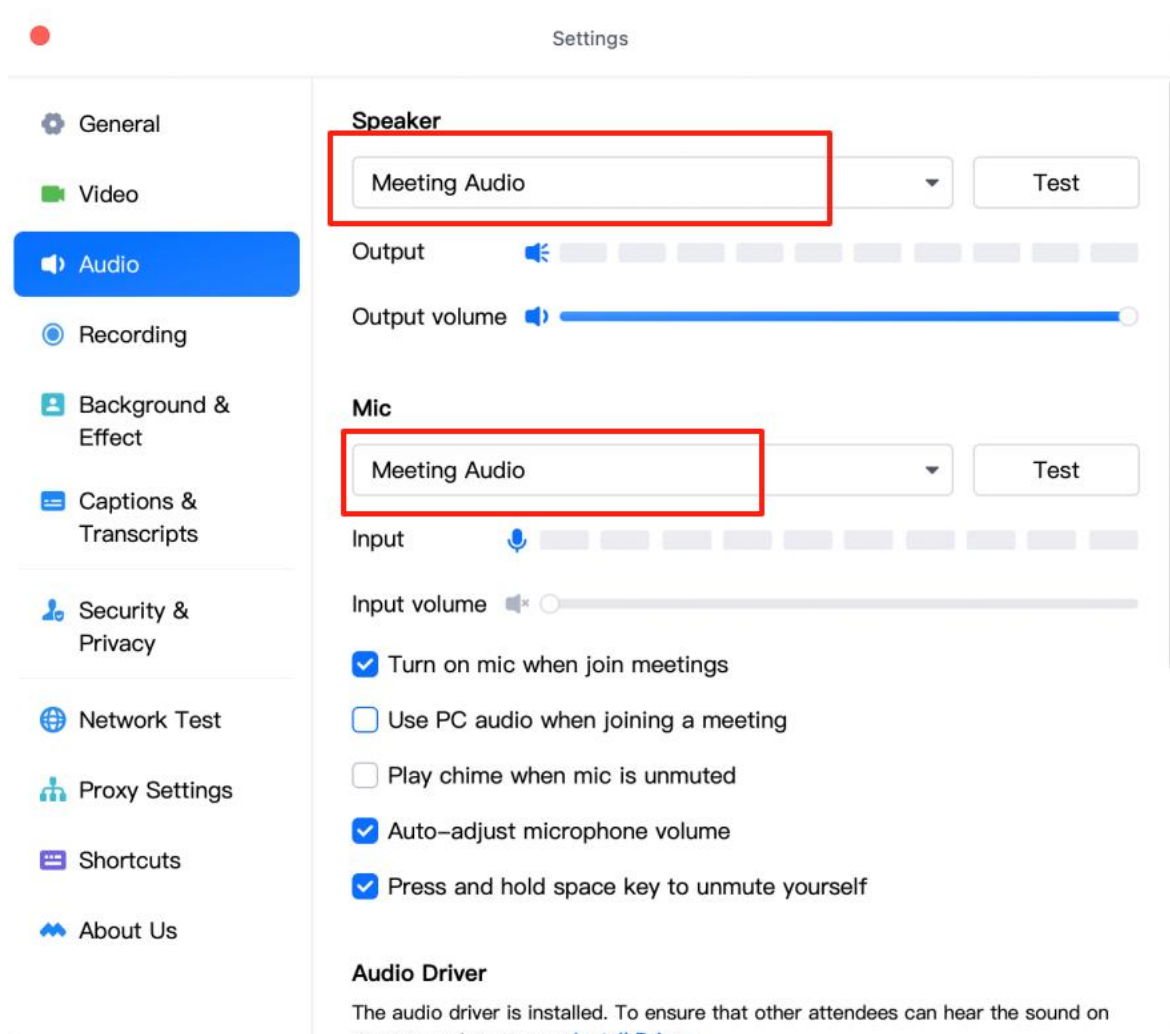 Settings
General
Video
Audio
Recording
Background &
Effect
Captions &
Transcripts
Security &
Privacy
Network Test
Proxy Settings
Shortcuts
About Us
Speaker
Meeting Audio
Test
Output
Output volume
Mic
Meeting Audio
Test
Input
Input volume
Turn on mic when join meetings
Use PC audio when joining a meeting
Play chime when mic is unmuted
Auto-adjust microphone volume
Press and hold space key to unmute yourself
Audio Driver
The audio driver is installed. To ensure that other attendees can hear the sound on